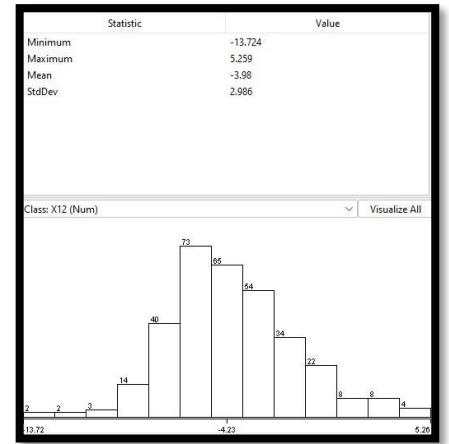 Statistic Value
Minimum -13.724
Maximum 5.259
Mean -3.98
StdDev 2.986
Class: X12 (Num) Visualize All
73
65
54
40
34
22
14
8 8
2 2 3 4
-13.72 -4.23 5.26